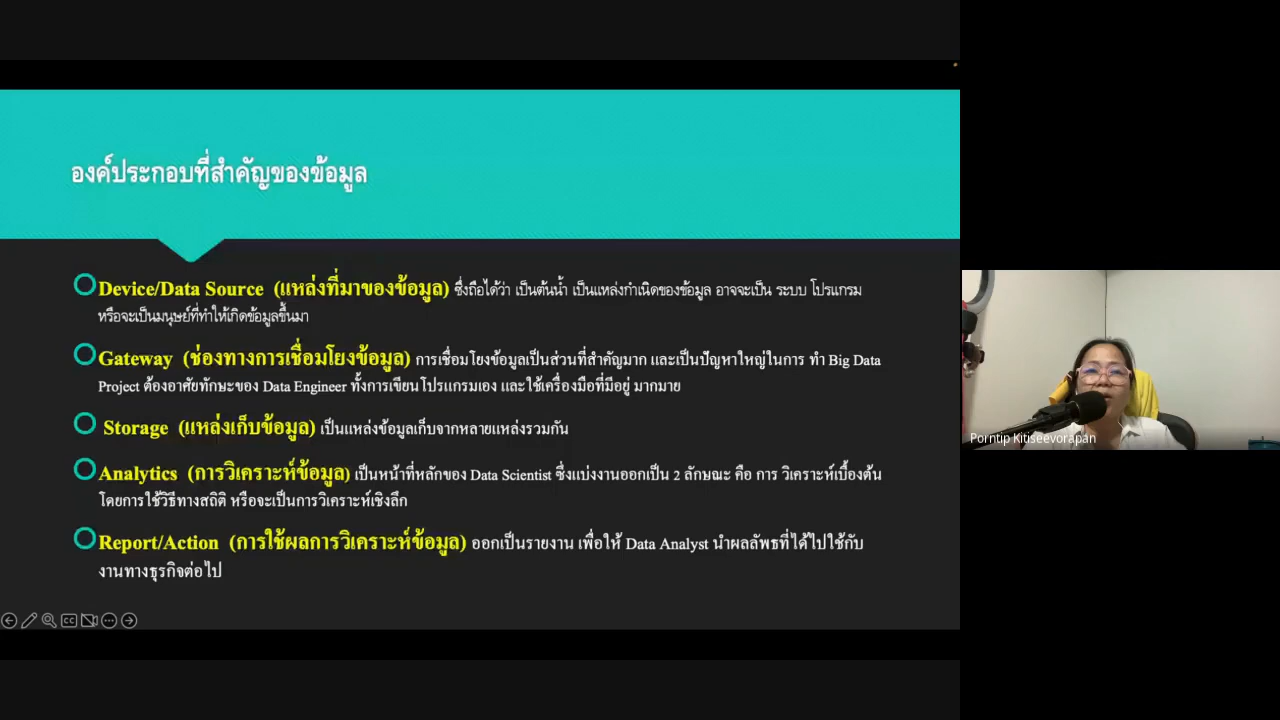 องค์ประกอบที่สำคัญของข้อมูล
Device/Data Source (แหล่งที่มาของข้อมูล) ซึ่งถือได้ว่า เป็นต้นน้ำ เป็นแหล่งกำเนิดของข้อมูล อาจจะเป็น ระบบ โปรแกรม
หรือจะเป็นมนุษย์ที่ทำให้เกิดข้อมูลขึ้นมา
Gateway (ช่องทางการเชื่อมโยงข้อมูล) การเชื่อมโยงข้อมูลเป็นส่วนที่สำคัญมาก และเป็นปัญหาใหญ่ในการ ทำ Big Data
Project ต้องอาศัยทักษะของ Data Engineer ทั้งการเขียนโปรแกรมเอง และใช้เครื่องมือที่มีอยู่ มากมาย
Storage (แหล่งเก็บข้อมูล) เป็นแหล่งข้อมูลเก็บจากหลายแหล่งรวมกัน
Analytics (การวิเคราะห์ข้อมูล) เป็นหน้าที่หลักของ Data Scientist ซึ่งแบ่งงานออกเป็น 2 ลักษณะ คือ การ วิเคราะห์เบื้องต้น
โดยการใช้วิธีทางสถิติ หรือจะเป็นการวิเคราะห์เชิงลึก
Report/Action (การใช้ผลการวิเคราะห์ข้อมูล) ออกเป็นรายงาน เพื่อให้ Data Analyst นำผลลัพธที่ได้ไปใช้กับ
งานทางธุรกิจต่อไป
CC
Porntip Kitiseevorapan